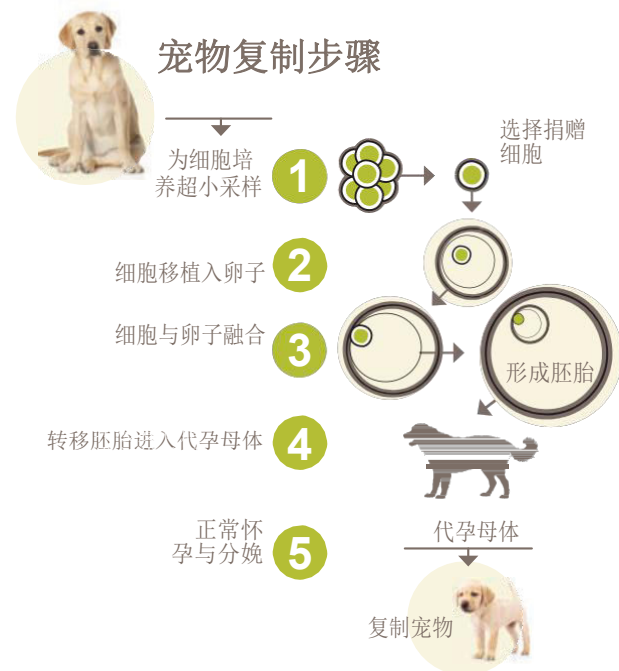 宠物复制步骤
为细胞培
养超小采样
1
选择捐赠
细胞
2
细胞移植入卵子
3
细胞与卵子融合
形成胚胎
4
转移胚胎进入代孕母体
5
正常怀
孕与分娩
代孕母体
复制宠物